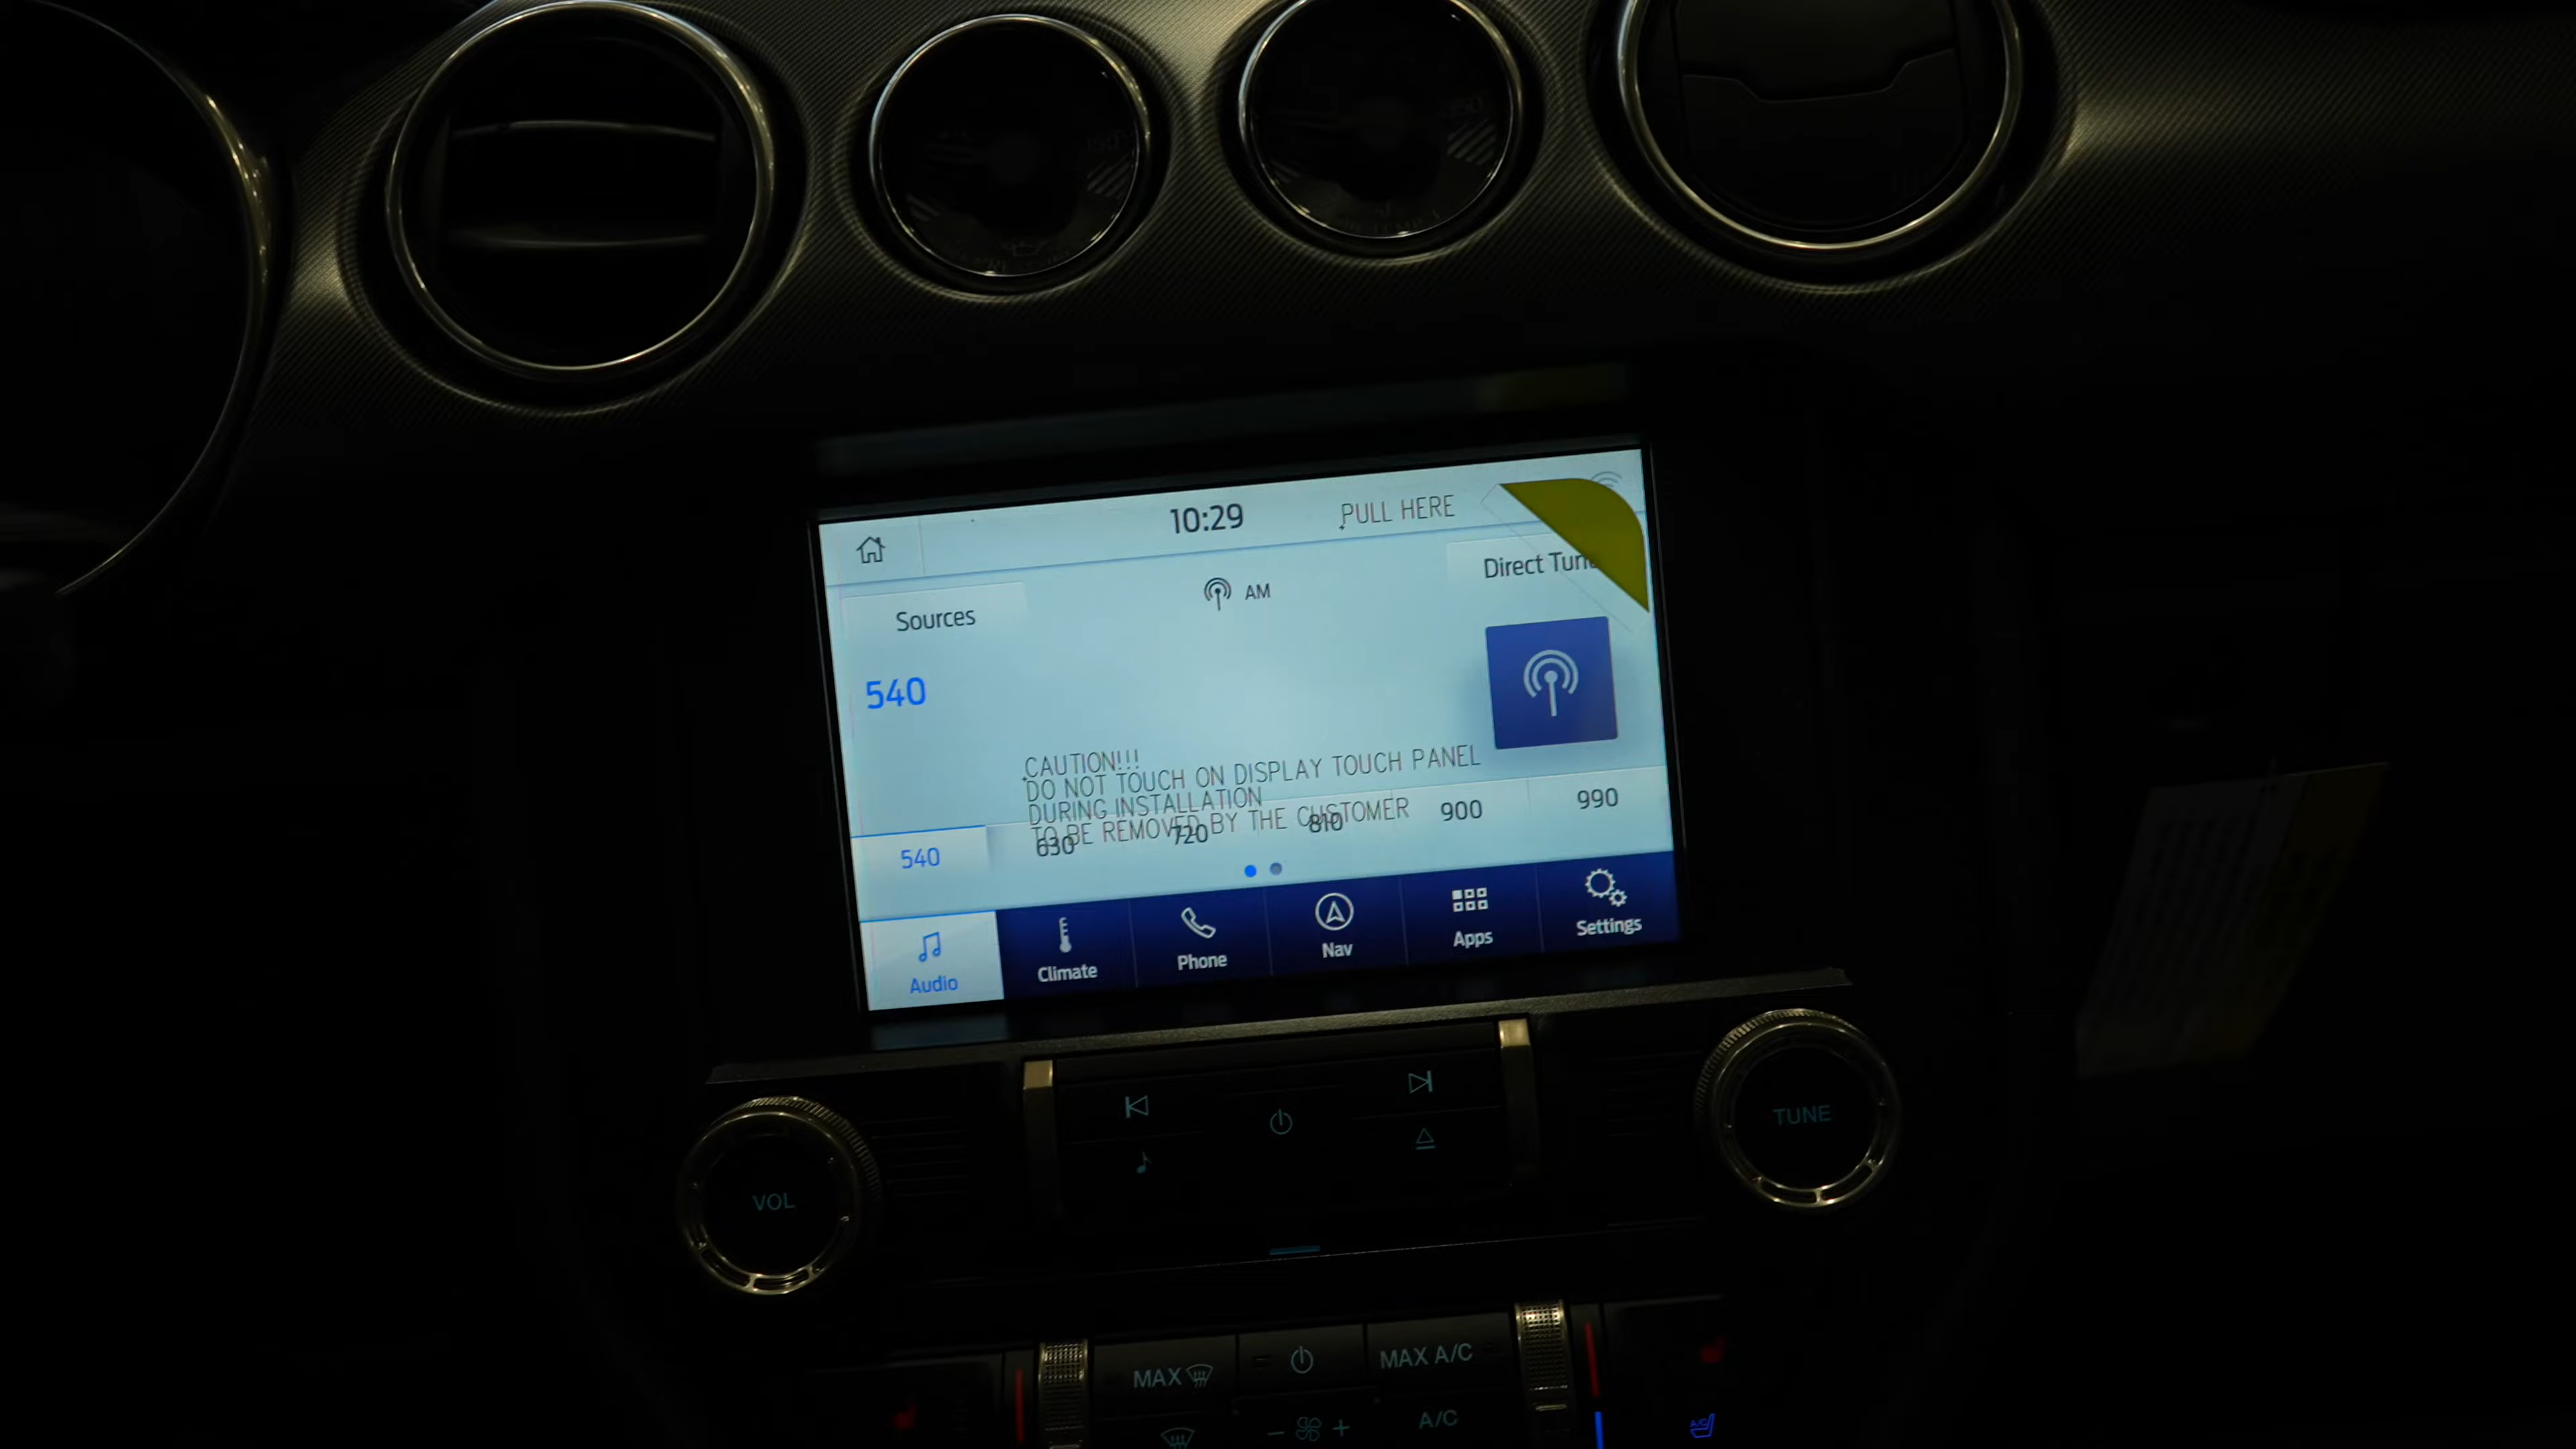 10:29
PULL HERE
Direct Tune
AM
Sources
540
CAUTION!!!
DO NOT TOUCH ON DISPLAY TOUCH PANEL
DURING INSTALLATION
TO BE REMOVED BY THE CUSTOMER
540 630 720 810 900 990
Audio Climate Phone Nav Apps Settings
VOL
TUNE
MAX
MAX A/C
A/C
A/C